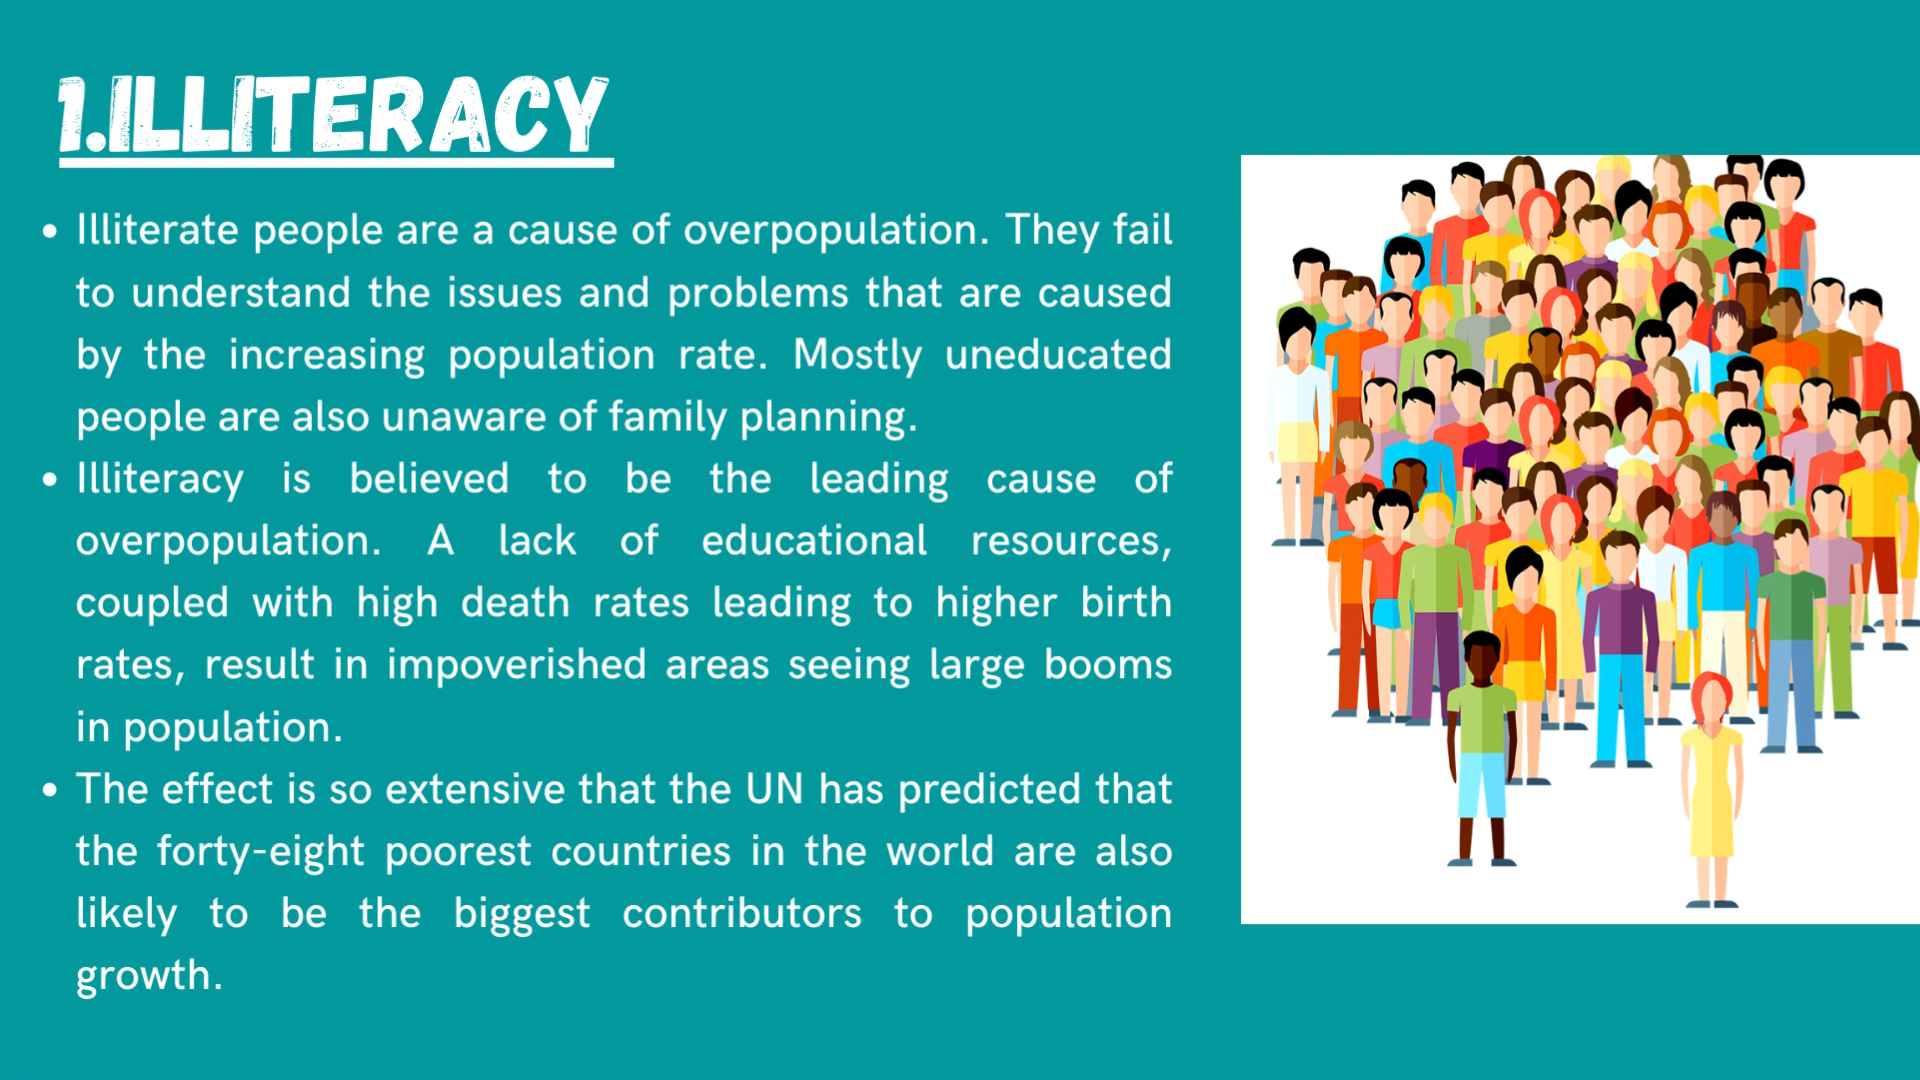 1.ILLITERACY
• Illiterate people are a cause of overpopulation. They fail
to understand the issues and problems that are caused
by the increasing population rate. Mostly uneducated
people are also unaware of family planning.
• Illiteracy is believed to be the leading cause of
overpopulation. A lack of educational resources,
coupled with high death rates leading to higher birth
rates, result in impoverished areas seeing large booms
in population.
• The effect is so extensive that the UN has predicted that
the forty-eight poorest countries in the world are also
likely to be the biggest contributors to population
growth.